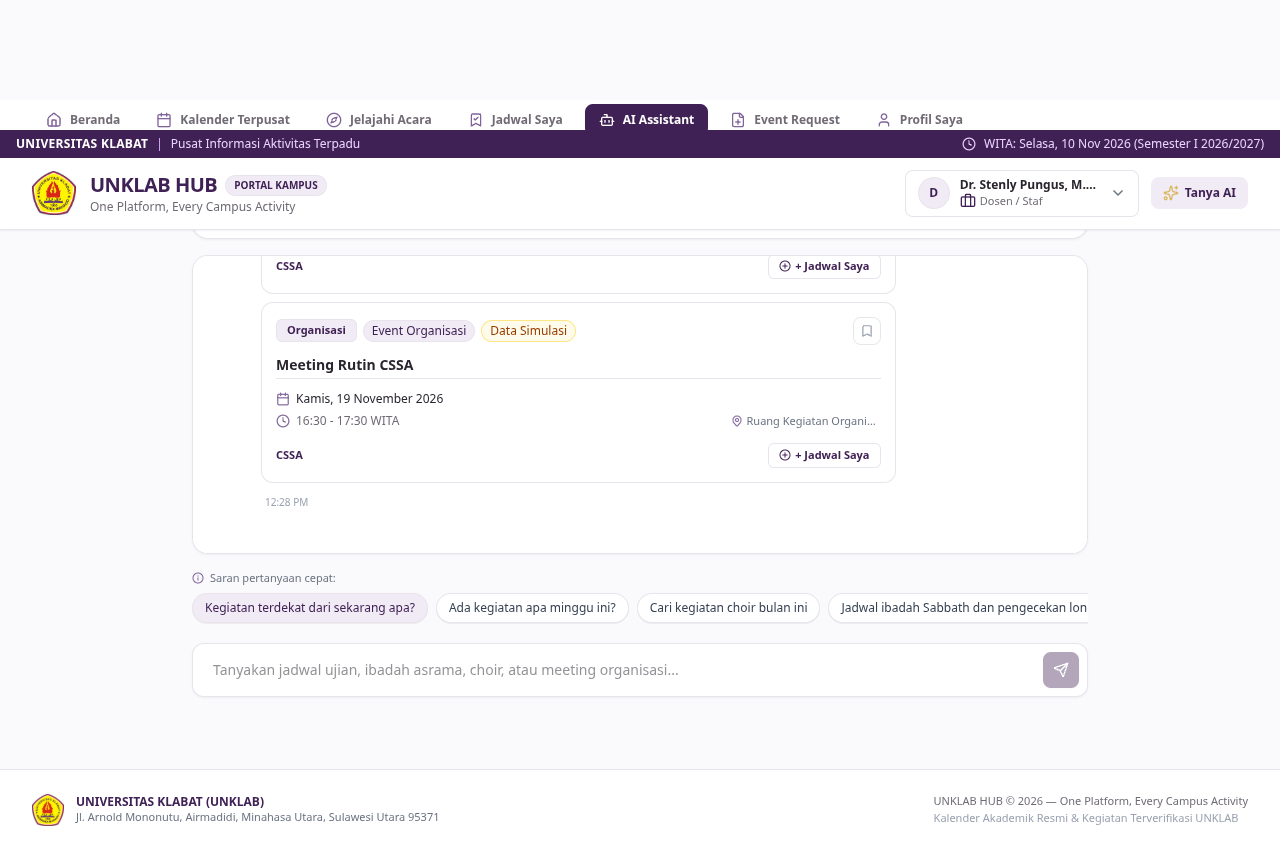 Beranda
Kalender Terpusat
Jelajahi Acara
Jadwal Saya
AI Assistant
Event Request
Profil Saya
UNIVERSITAS KLABAT | Pusat Informasi Aktivitas Terpadu
WITA: Selasa, 10 Nov 2026 (Semester I 2026/2027)
UNKLAB HUB
PORTAL KAMPUS
One Platform, Every Campus Activity
D
Dr. Stenly Pungus, M....
Dosen / Staf
Tanya AI
CSSA
+ Jadwal Saya
Organisasi
Event Organisasi
Data Simulasi
Meeting Rutin CSSA
Kamis, 19 November 2026
16:30 - 17:30 WITA
Ruang Kegiatan Organi...
CSSA
+ Jadwal Saya
12:28 PM
Saran pertanyaan cepat:
Kegiatan terdekat dari sekarang apa?
Ada kegiatan apa minggu ini?
Cari kegiatan choir bulan ini
Jadwal ibadah Sabbath dan pengecekan lon
Tanyakan jadwal ujian, ibadah asrama, choir, atau meeting organisasi...
UNIVERSITAS KLABAT (UNKLAB)
Jl. Arnold Mononutu, Airmadidi, Minahasa Utara, Sulawesi Utara 95371
UNKLAB HUB © 2026 — One Platform, Every Campus Activity
Kalender Akademik Resmi & Kegiatan Terverifikasi UNKLAB